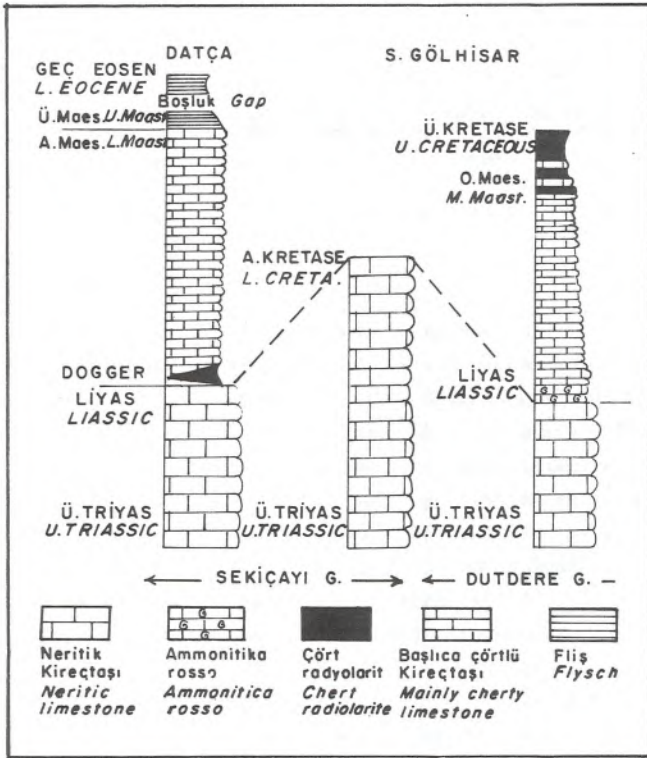 DATÇA
S. GÖLHİSAR
GEÇ EOSEN
L. EOCENE
Boşluk Gap
Ü.Maes. U.Maast
A.Maes. L.Maast
Ü. KRETASE
U. CRETACEOUS
O.Maes.
M. Maast.
A. KRETASE
L. CRETA.
DOGGER
LİYAS
LIASSIC
LİYAS
LIASSIC
G G
G G
Ü.TRİYAS
U.TRIASSIC
Ü.TRİYAS
U.TRIASSIC
Ü.TRİYAS
U.TRIASSIC
SEKİÇAYI G.
DUTDERE G.
G
G G
G
Neritik
Kireçtaşı
Neritic
limestone
Ammonitika
rosso
Ammonitica
rosso
Çört
radyolarit
Chert
radiolarite
Başlıca çörtlü
Kireçtaşı
Mainly cherty
limestone
Fliş
Flysch